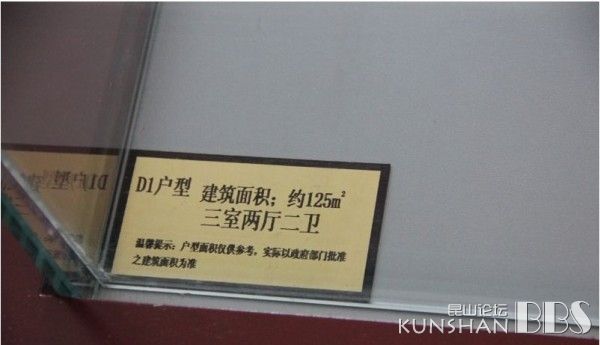 D1户型 建筑面积：约125m²
三室两厅二卫
温馨提示：户型面积仅供参考，实际以政府部门批准
之建筑面积为准
昆山论坛
KUNSHAN BBS